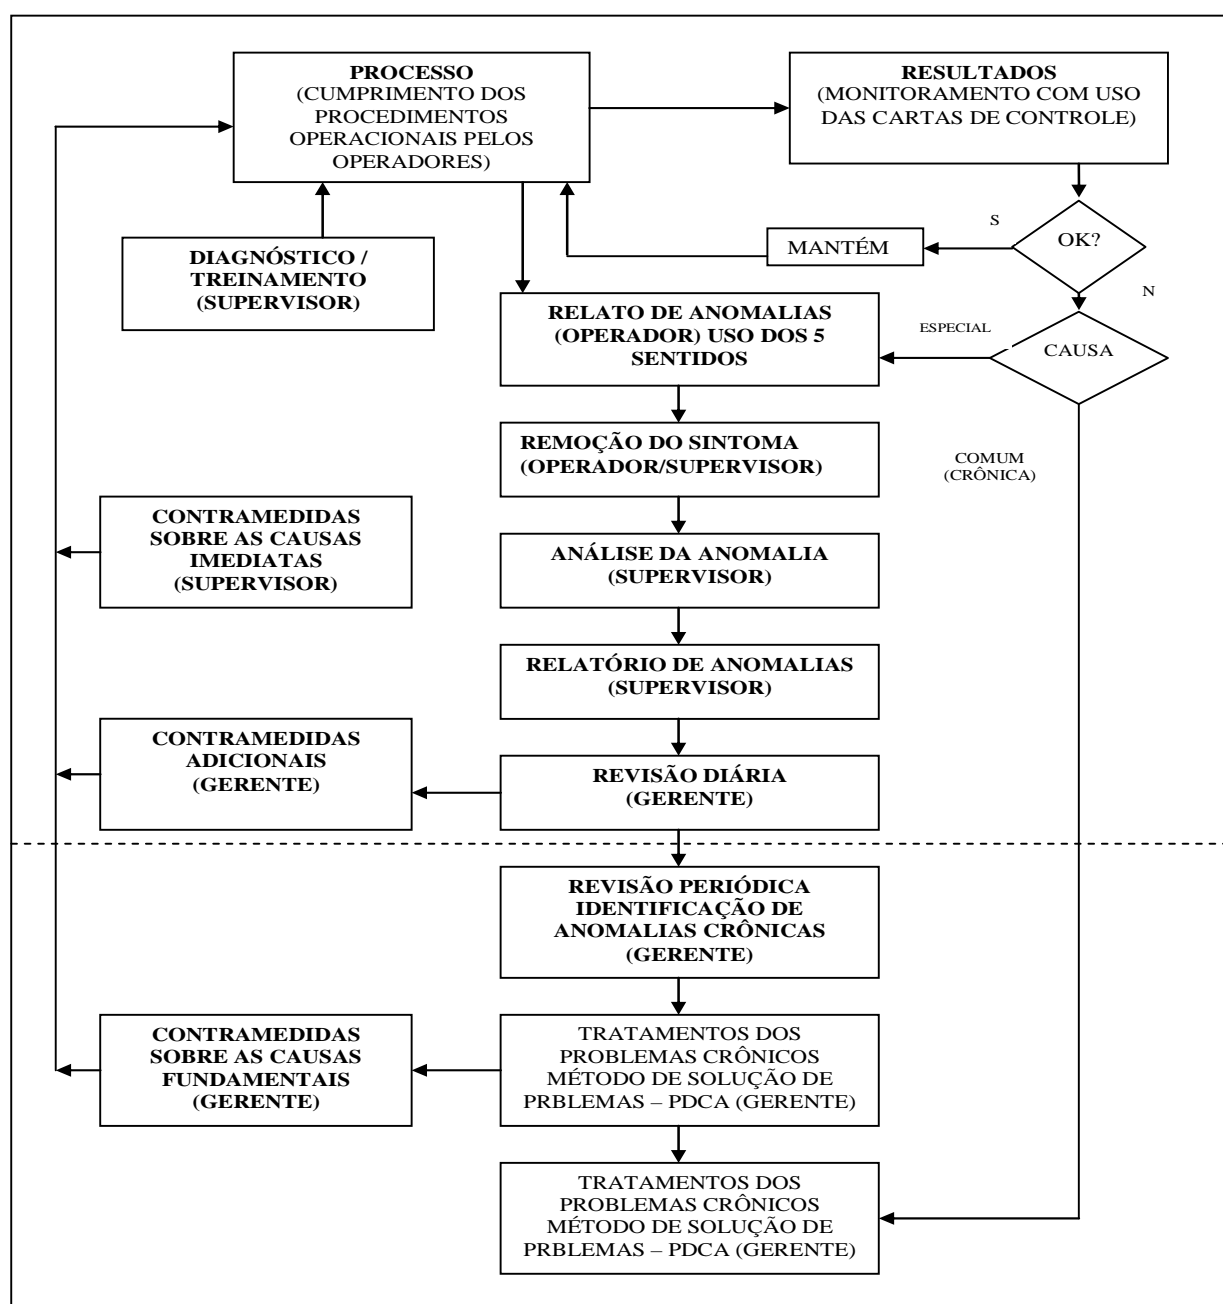 PROCESSO
(CUMPRIMENTO DOS
PROCEDIMENTOS
OPERACIONAIS PELOS
OPERADORES)
RESULTADOS
(MONITORAMENTO COM USO
DAS CARTAS DE CONTROLE)
S
OK?
MANTÉM
N
DIAGNÓSTICO /
TREINAMENTO
(SUPERVISOR)
RELATO DE ANOMALIAS
(OPERADOR) USO DOS 5
SENTIDOS
ESPECIAL
CAUSA
REMOÇÃO DO SINTOMA
(OPERADOR/SUPERVISOR)
COMUM
(CRÔNICA)
CONTRAMEDIDAS
SOBRE AS CAUSAS
IMEDIATAS
(SUPERVISOR)
ANÁLISE DA ANOMALIA
(SUPERVISOR)
RELATÓRIO DE ANOMALIAS
(SUPERVISOR)
CONTRAMEDIDAS
ADICIONAIS
(GERENTE)
REVISÃO DIÁRIA
(GERENTE)
REVISÃO PERIÓDICA
IDENTIFICAÇÃO DE
ANOMALIAS CRÔNICAS
(GERENTE)
CONTRAMEDIDAS
SOBRE AS CAUSAS
FUNDAMENTAIS
(GERENTE)
TRATAMENTOS DOS
PROBLEMAS CRÔNICOS
MÉTODO DE SOLUÇÃO DE
PRBLEMAS – PDCA (GERENTE)
TRATAMENTOS DOS
PROBLEMAS CRÔNICOS
MÉTODO DE SOLUÇÃO DE
PRBLEMAS – PDCA (GERENTE)